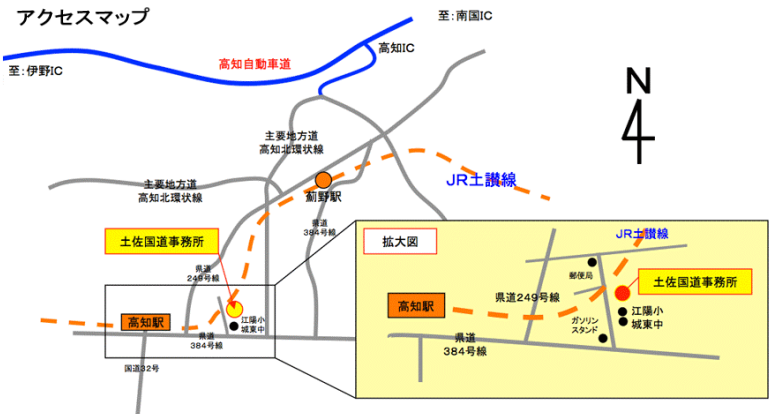 アクセスマップ
至:南国IC
高知IC
高知自動車道
至:伊野IC
N
主要地方道
高知北環状線
JR土讃線
主要地方道
高知北環状線
薊野駅
県道
384号線
土佐国道事務所
県道
249号線
高知駅
江陽小
城東中
県道
384号線
国道32号
拡大図
JR土讃線
郵便局
土佐国道事務所
高知駅
県道249号線
江陽小
城東中
ガソリン
スタンド
県道
384号線